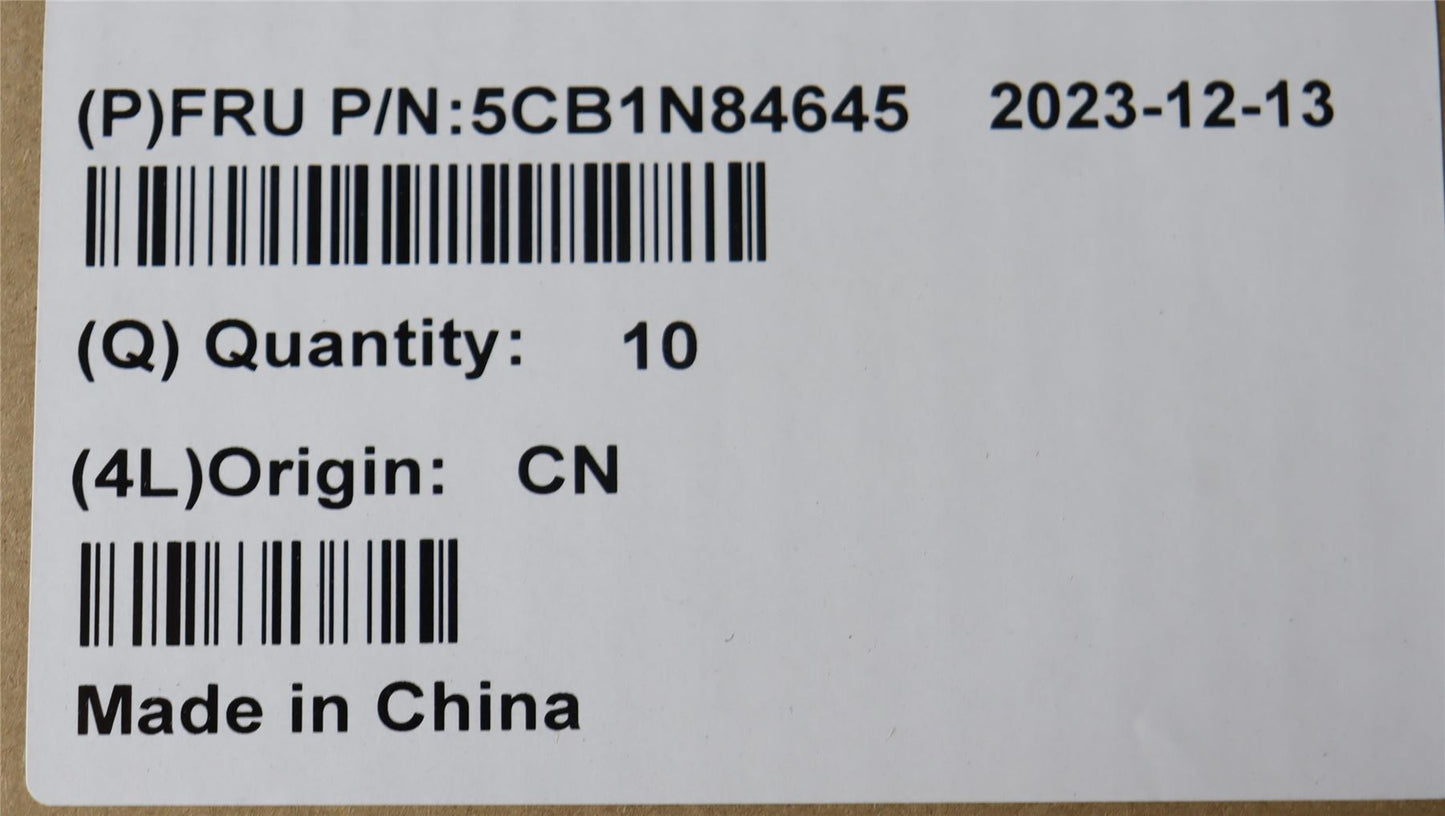 (P)FRU P/N:5CB1N84645 2023-12-13
(Q) Quantity: 10
(4L)Origin: CN
Made in China